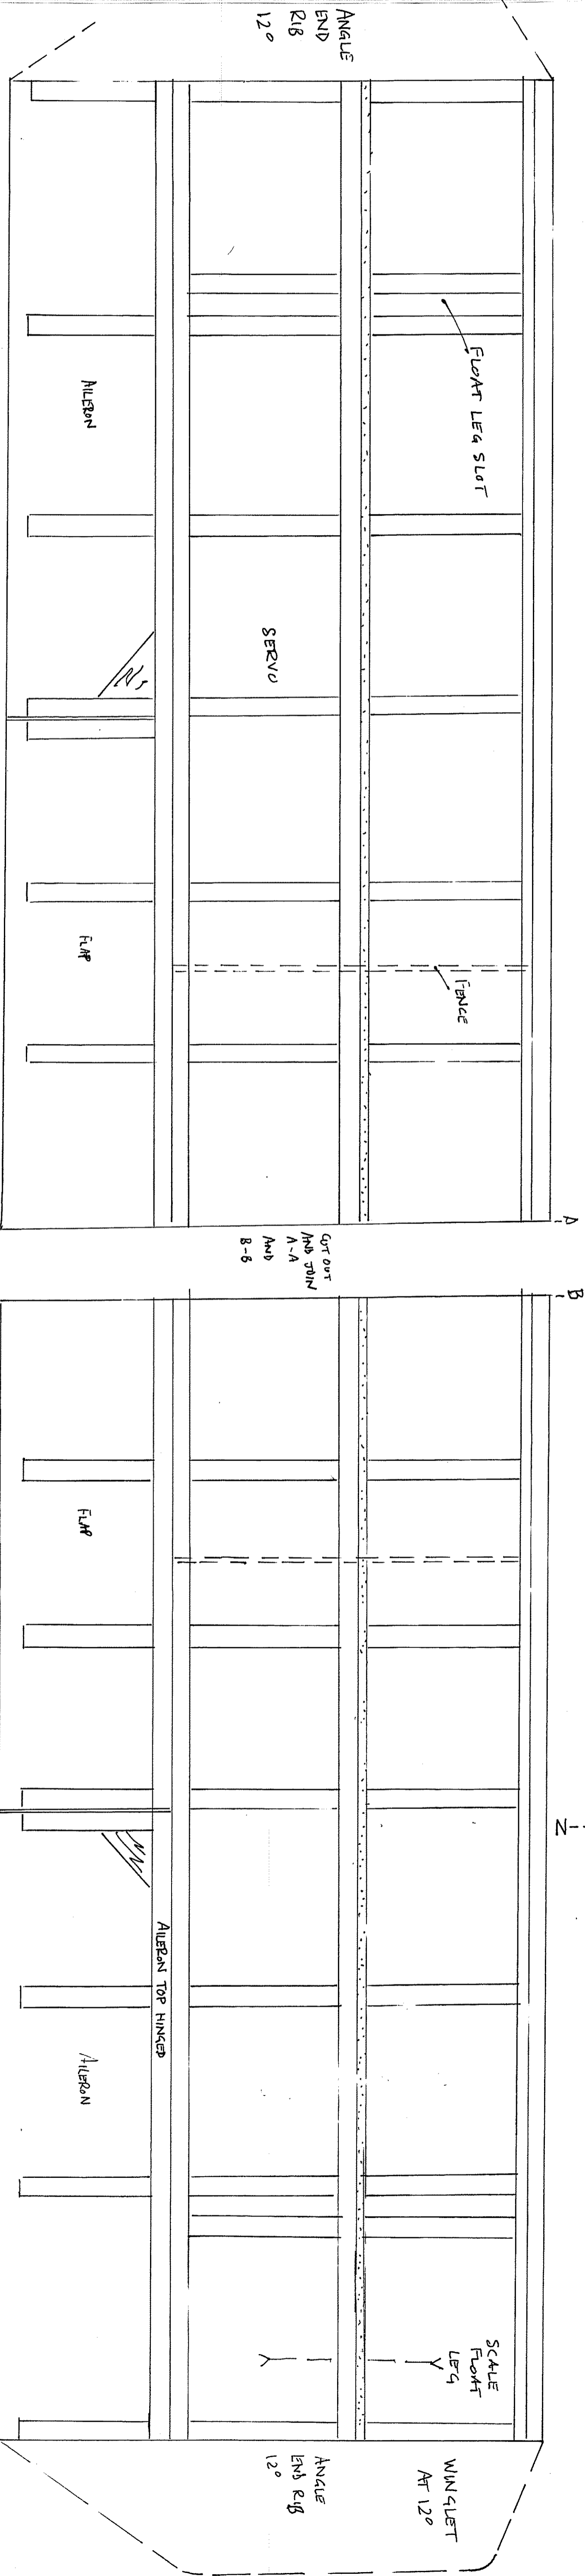 ANGLE
END
RIB
12°
FLOAT LEG SLOT
AILERON
SERVO
FLAP
FENCE
A
CUT OUT
AND JOIN
A-A
AND
B-B
B
FLAP
AILERON TOP HINGED
AILERON
SCALE
FLOAT
LEG
ANGLE
END RIB
12°
WINGLET
AT 12°